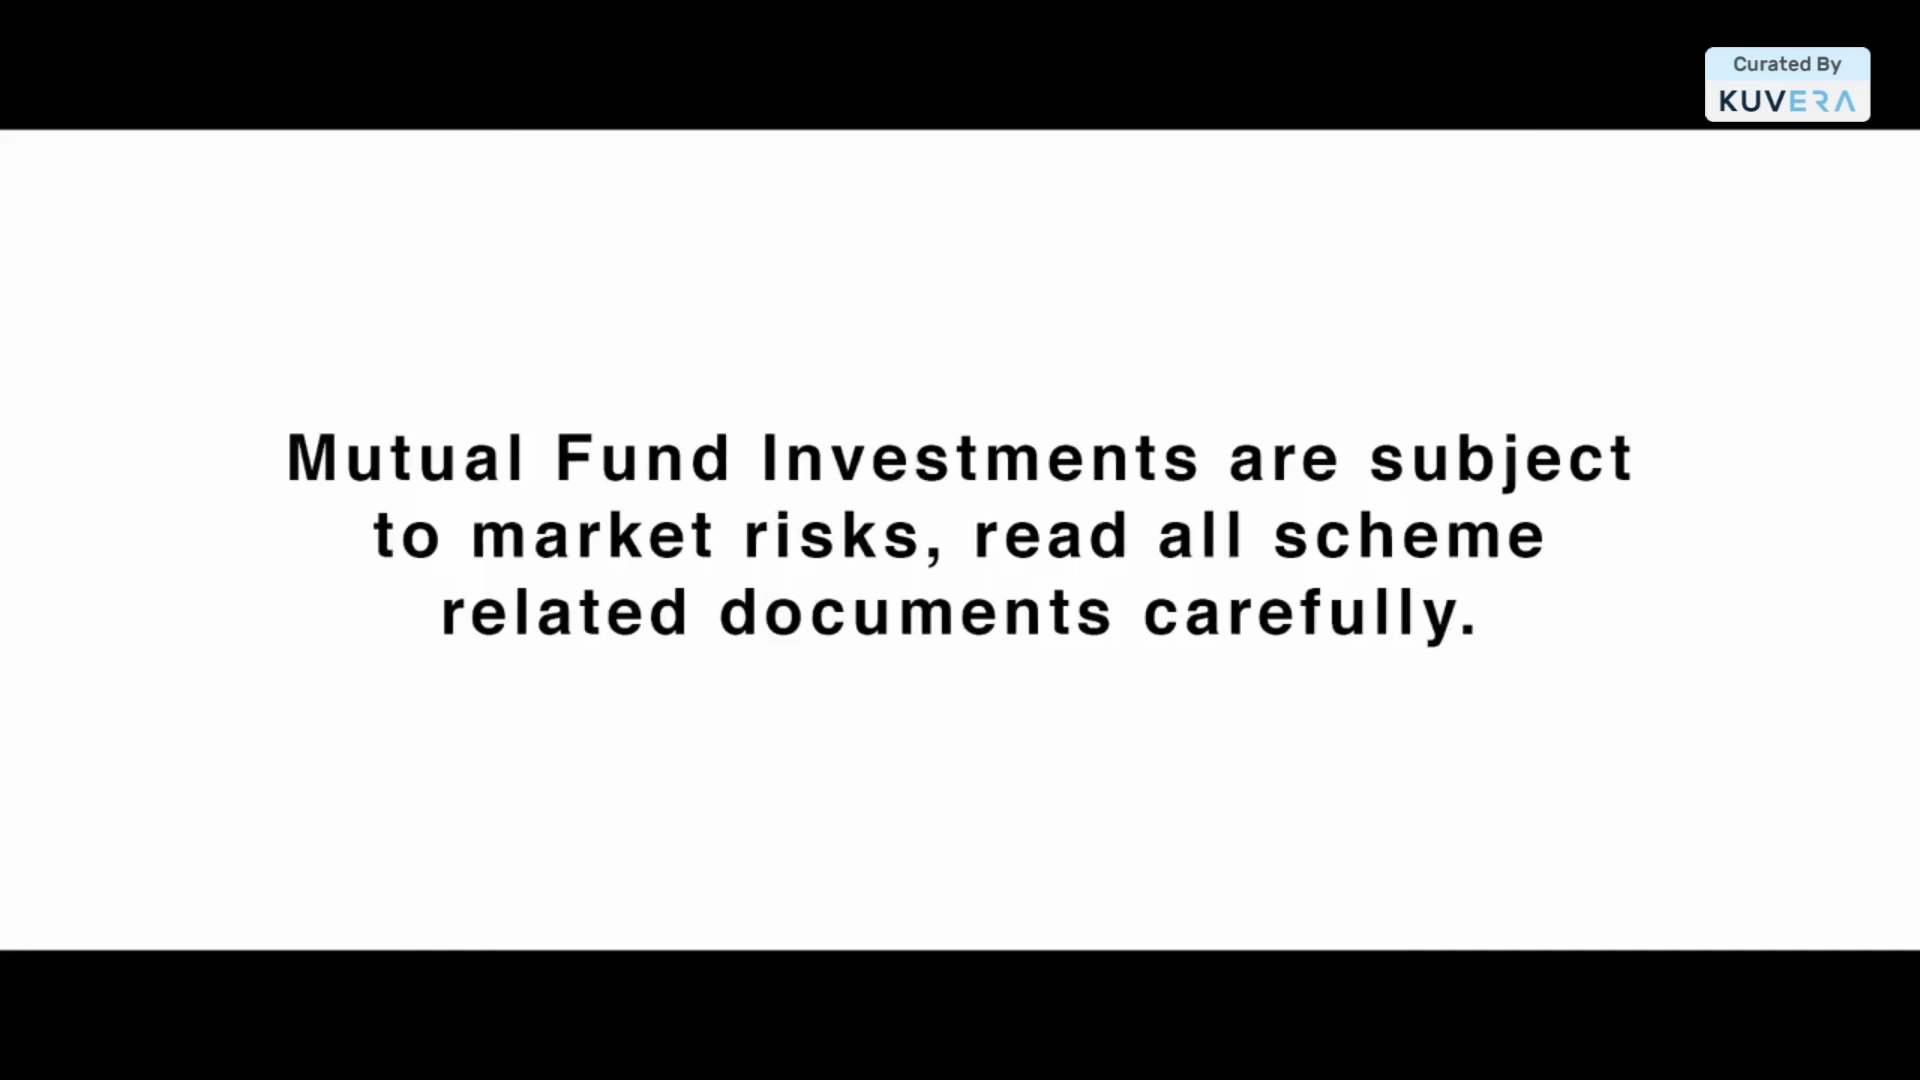 Curated By
KUVERA
Mutual Fund Investments are subject
to market risks, read all scheme
related documents carefully.